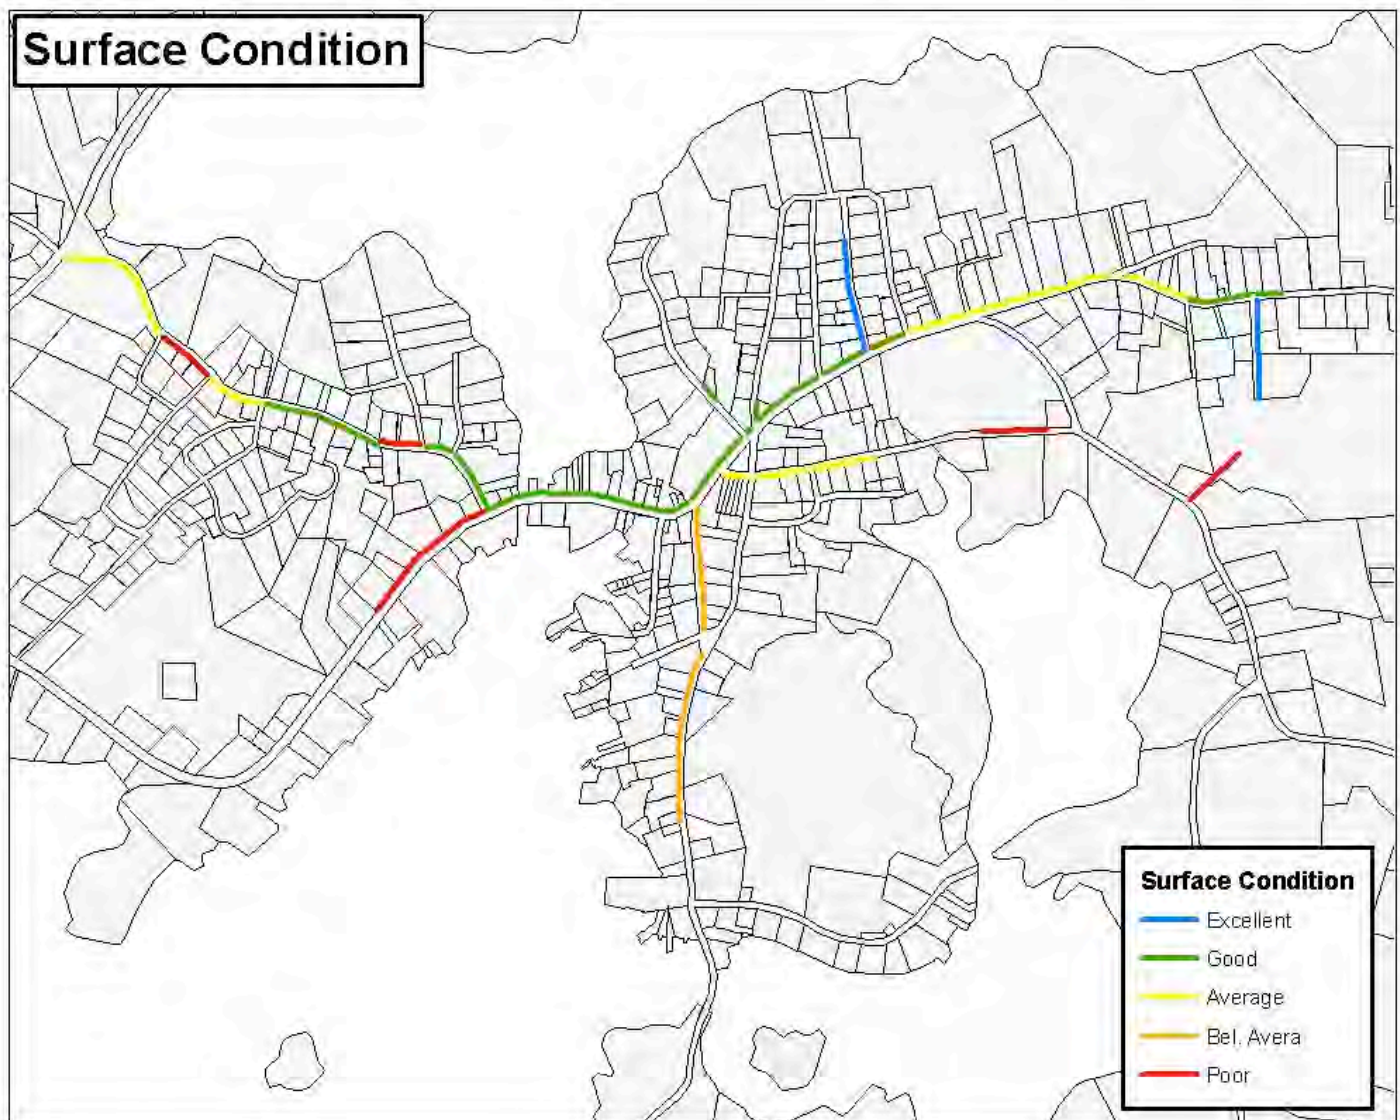 Surface Condition
Surface Condition
Excellent
Good
Average
Bel. Avera
Poor